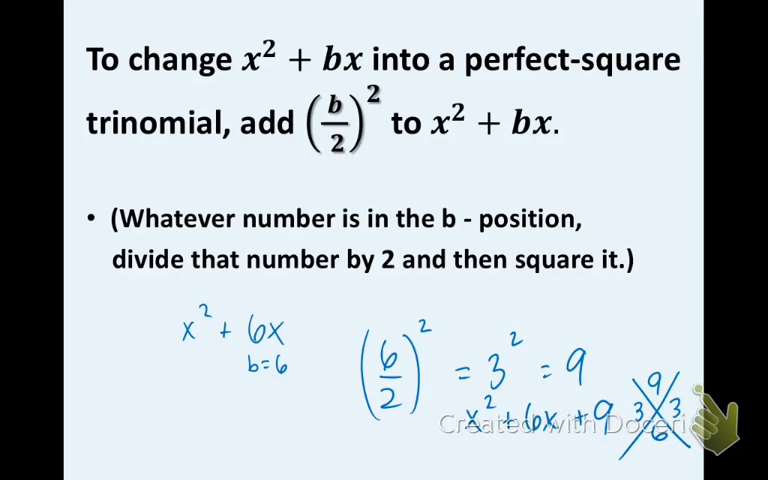 To change x² + bx into a perfect-square
trinomial, add (b/2)² to x² + bx.
• (Whatever number is in the b - position,
divide that number by 2 and then square it.)
x² + 6x
b=6
(6/2)² = 3² = 9
x² + 6x + 9
9
3 3
6
Created with Doceri